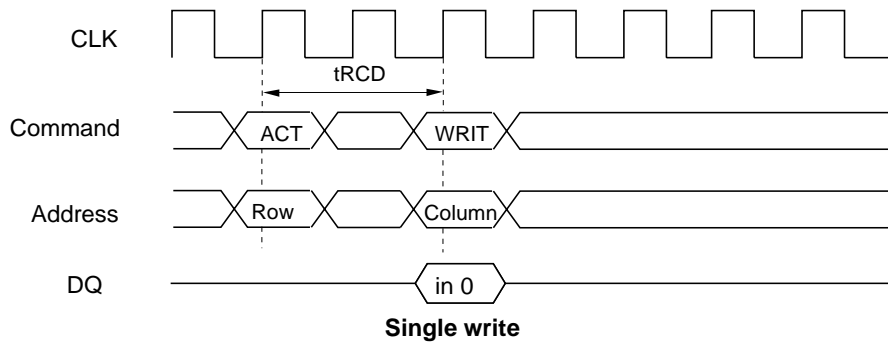 CLK
tRCD
Command ACT WRIT
Address Row Column
DQ in 0
Single write